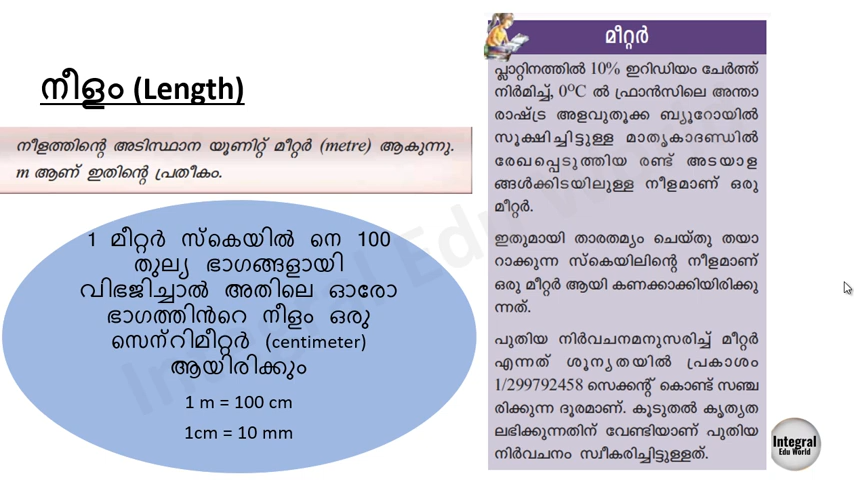 നീളം (Length)
നീളത്തിന്റെ അടിസ്ഥാന യൂണിറ്റ് മീറ്റർ (metre) ആകുന്നു.
m ആണ് ഇതിന്റെ പ്രതീകം.
1 മീറ്റർ സ്കെയിൽ നെ 100
തുല്യ ഭാഗങ്ങളായി
വിഭജിച്ചാൽ അതിലെ ഓരോ
ഭാഗത്തിൻറെ നീളം ഒരു
സെന്റിമീറ്റർ (centimeter)
ആയിരിക്കും
1 m = 100 cm
1cm = 10 mm
മീറ്റർ
പ്ലാറ്റിനത്തിൽ 10% ഇറിഡിയം ചേർത്ത്
നിർമിച്ച്, 0°C ൽ ഫ്രാൻസിലെ അന്താ
രാഷ്ട്ര അളവുതൂക്ക ബ്യൂറോയിൽ
സൂക്ഷിച്ചിട്ടുള്ള മാതൃകാദണ്ഡിൽ
രേഖപ്പെടുത്തിയ രണ്ട് അടയാള
ങ്ങൾക്കിടയിലുള്ള നീളമാണ് ഒരു
മീറ്റർ.
ഇതുമായി താരതമ്യം ചെയ്തു തയാ
റാക്കുന്ന സ്കെയിലിന്റെ നീളമാണ്
ഒരു മീറ്റർ ആയി കണക്കാക്കിയിരിക്കു
ന്നത്.
പുതിയ നിർവചനമനുസരിച്ച് മീറ്റർ
എന്നത് ശൂന്യതയിൽ പ്രകാശം
1/299792458 സെക്കന്റ് കൊണ്ട് സഞ്ച
രിക്കുന്ന ദൂരമാണ്. കൂടുതൽ കൃത്യത
ലഭിക്കുന്നതിന് വേണ്ടിയാണ് പുതിയ
നിർവചനം സ്വീകരിച്ചിട്ടുള്ളത്.
Integral
Edu World
Integral Edu World